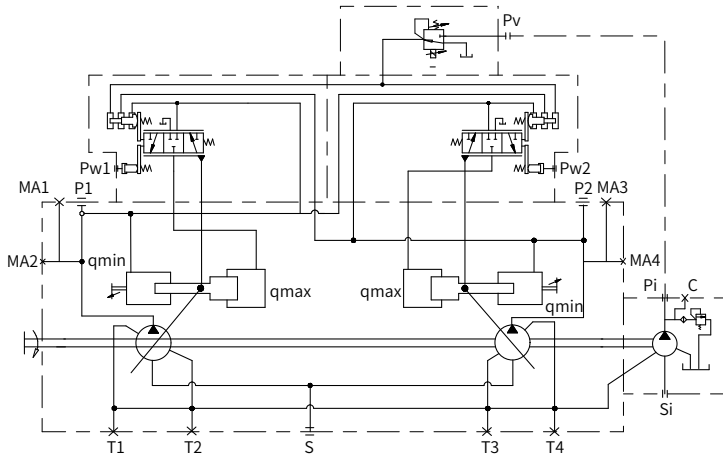 Pv
Pw1
Pw2
MA1
P1
P2
MA3
MA2
qmin
MA4
qmax
qmax
qmin
Pi
C
Si
T1
T2
S
T3
T4